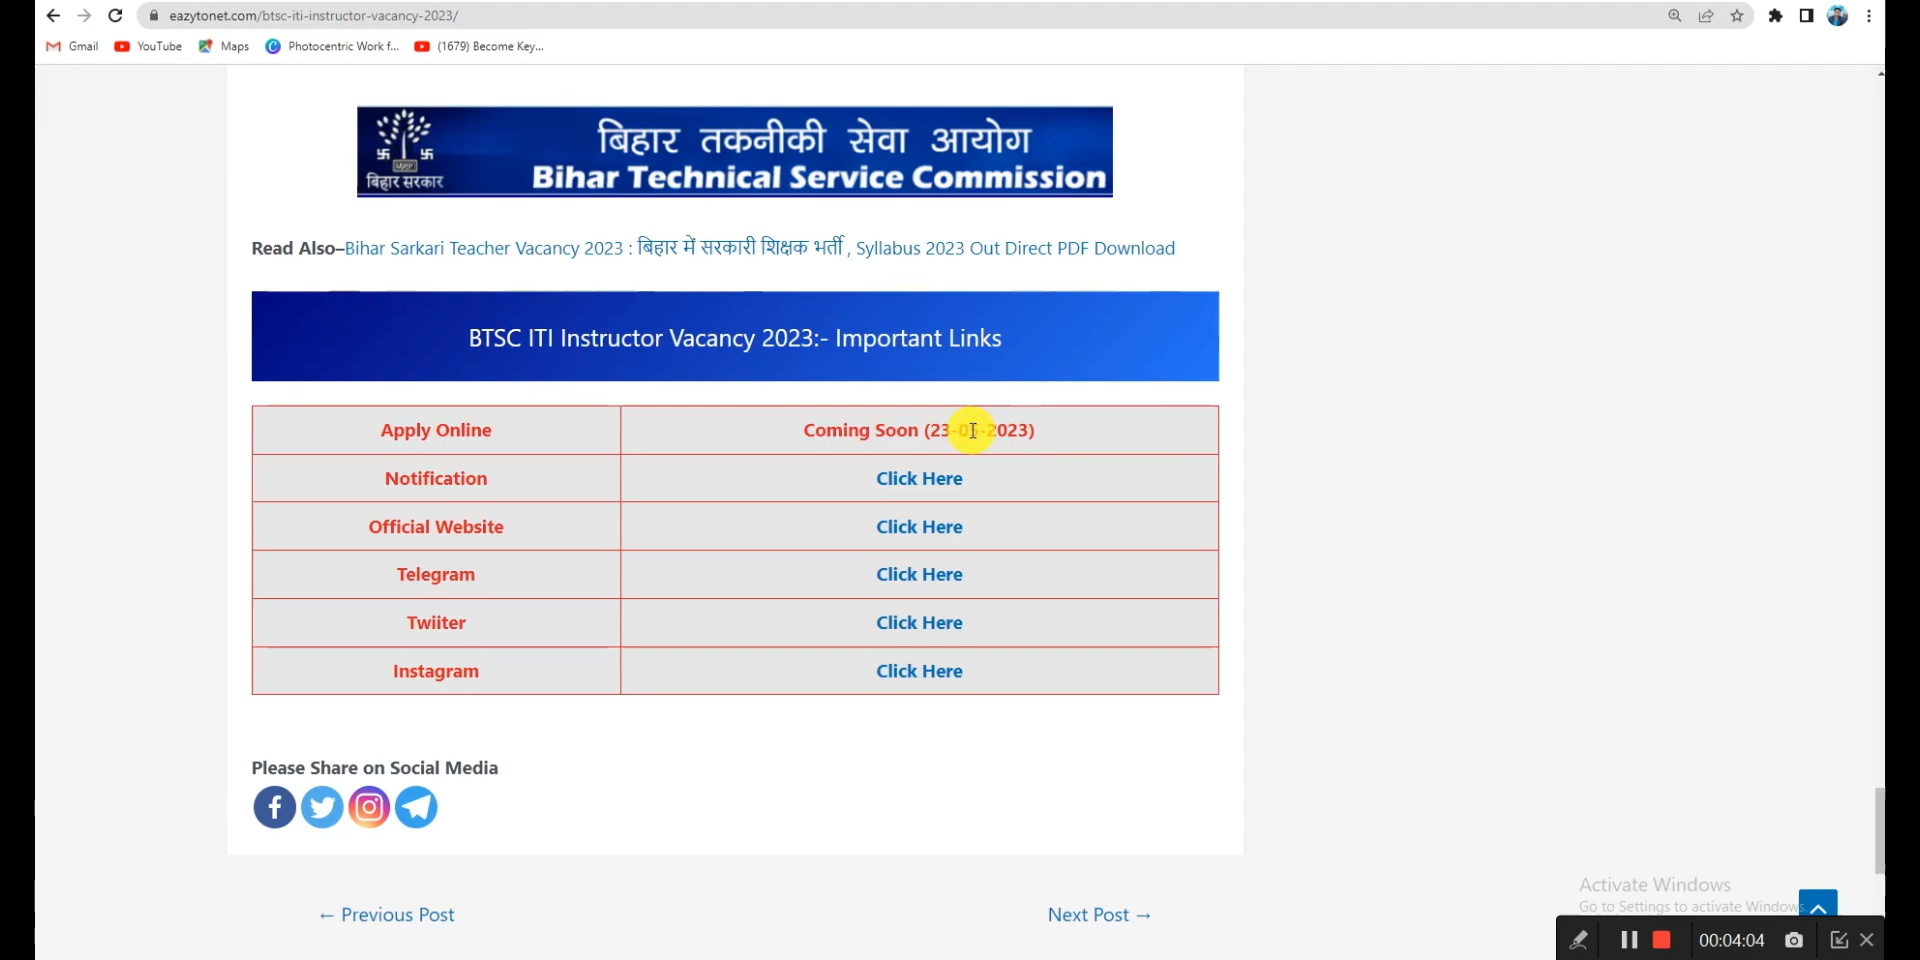 eazytonet.com/btsc-iti-instructor-vacancy-2023/
Gmail YouTube Maps Photocentric Work f... (1679) Become Key...
बिहार तकनीकी सेवा आयोग
बिहार सरकार Bihar Technical Service Commission
Read Also–Bihar Sarkari Teacher Vacancy 2023 : बिहार में सरकारी शिक्षक भर्ती , Syllabus 2023 Out Direct PDF Download
BTSC ITI Instructor Vacancy 2023:- Important Links
Apply Online Coming Soon (23-05-2023)
Notification Click Here
Official Website Click Here
Telegram Click Here
Twiiter Click Here
Instagram Click Here
Please Share on Social Media
← Previous Post Next Post →
Activate Windows
Go to Settings to activate Windows.
00:04:04